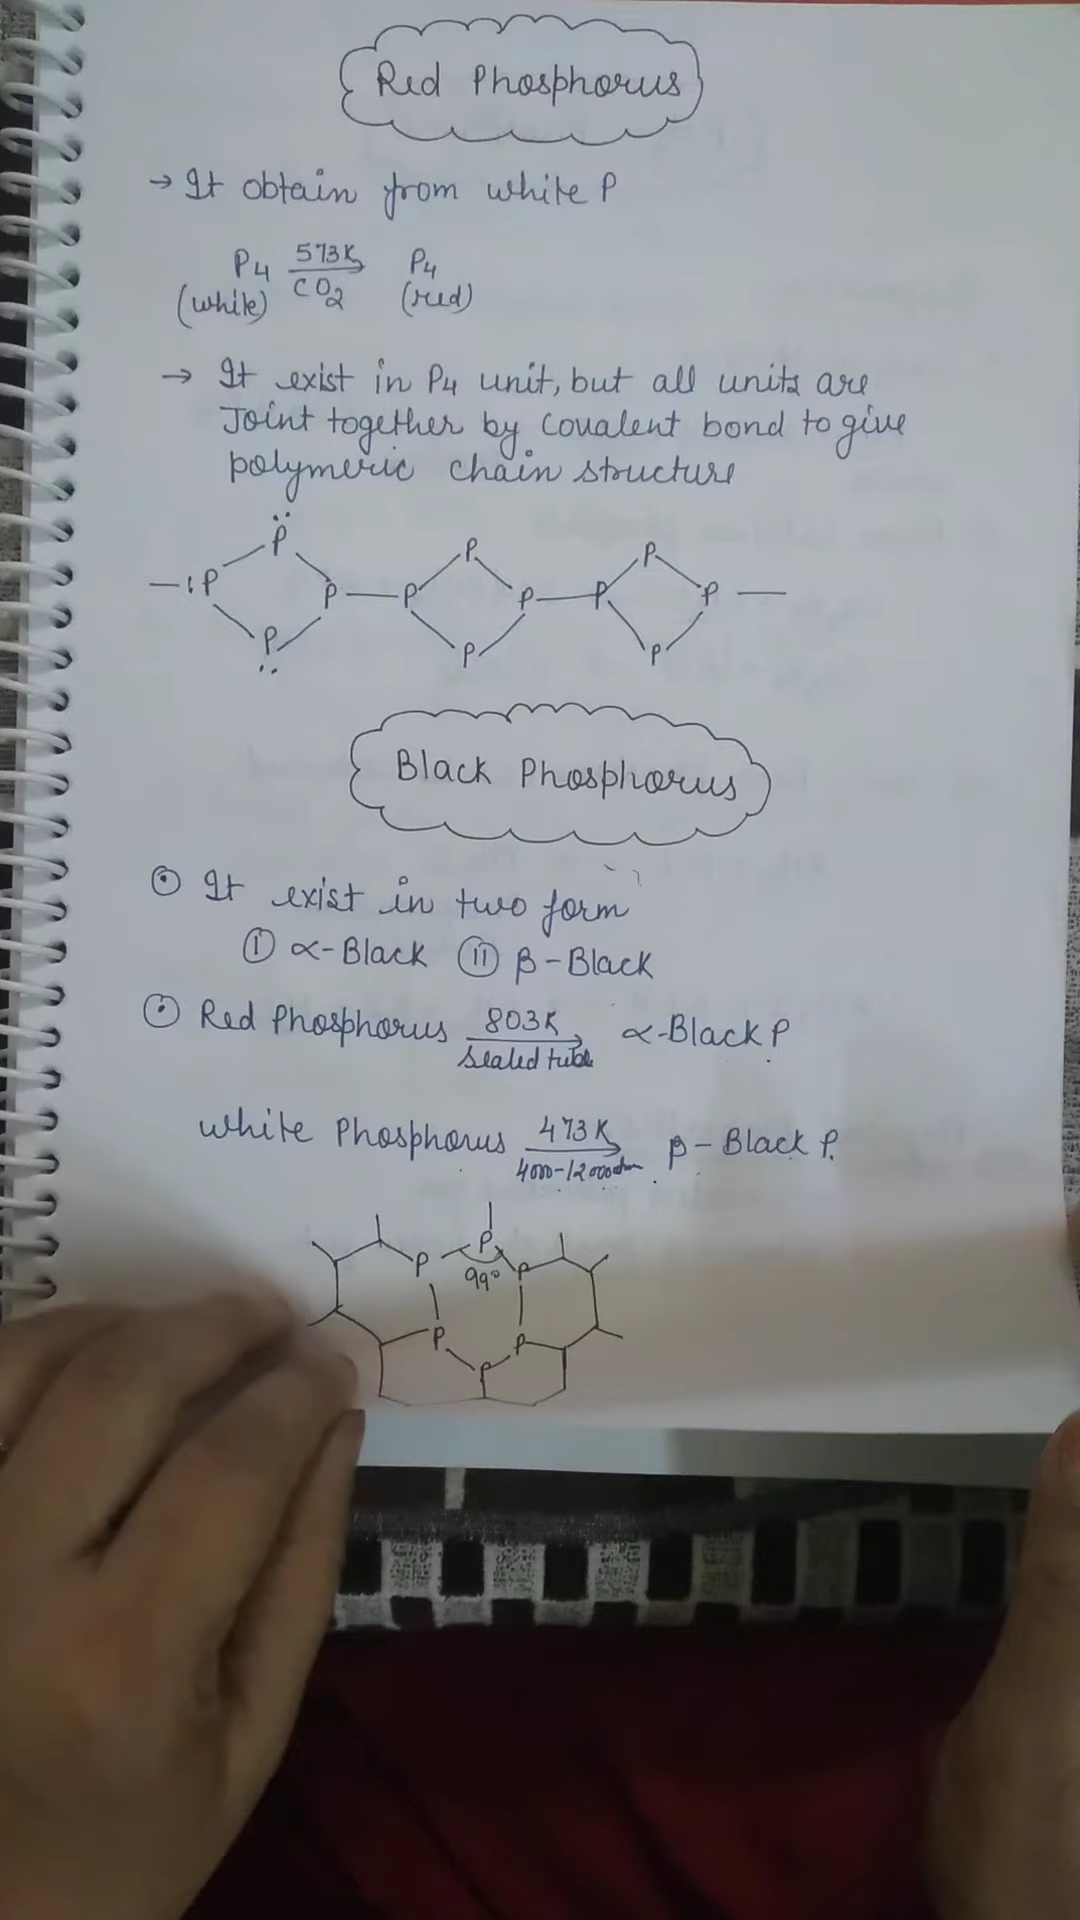 Red Phosphorus
→ It obtain from white P
P4 573K P4
(white) CO2 (red)
→ It exist in P4 unit, but all units are
Joint together by covalent bond to give
polymeric chain structure
P P P
P P P P P P
P P P
Black Phosphorus
It exist in two form
(i) α-Black (ii) β-Black
Red Phosphorus 803K α-Black P
Sealed tube
White Phosphorus 473K β-Black P.
4000-12000atm
P
P 99° P
P P
P